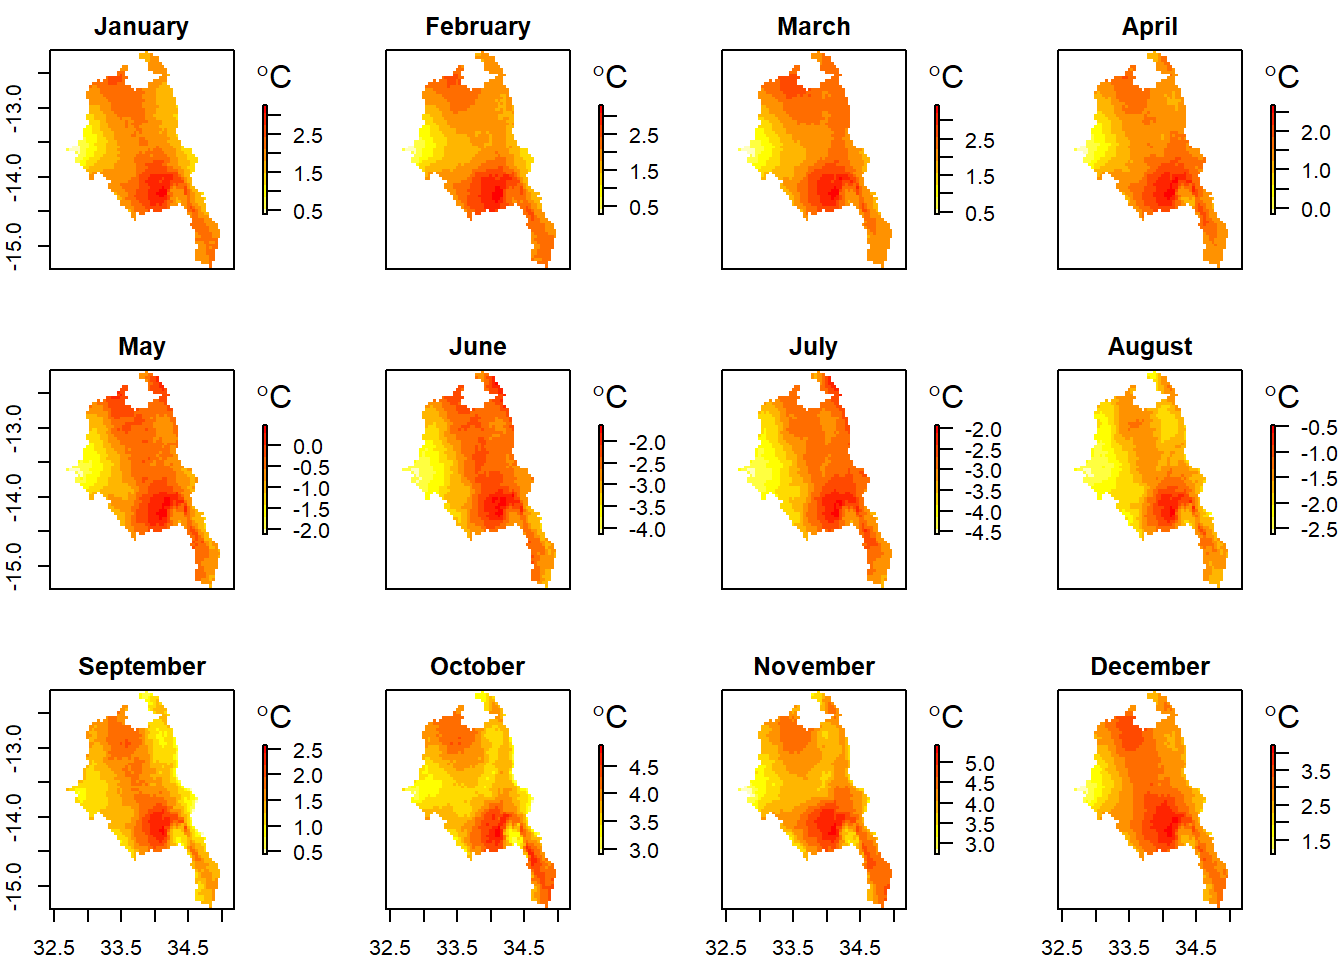 January February March April
°C °C °C °C
-13.0 -14.0 -15.0
2.5 1.5 0.5
2.5 1.5 0.5
2.5 1.5 0.5
2.0 1.0 0.0
May June July August
°C °C °C °C
-13.0 -14.0 -15.0
0.0 -0.5 -1.0 -1.5 -2.0
-2.0 -2.5 -3.0 -3.5 -4.0
-2.0 -2.5 -3.0 -3.5 -4.0 -4.5
-0.5 -1.0 -1.5 -2.0 -2.5
September October November December
°C °C °C °C
-13.0 -14.0 -15.0
2.5 2.0 1.5 1.0 0.5
4.5 4.0 3.5 3.0
5.0 4.5 4.0 3.5 3.0
3.5 2.5 1.5
32.5 33.5 34.5 32.5 33.5 34.5 32.5 33.5 34.5 32.5 33.5 34.5